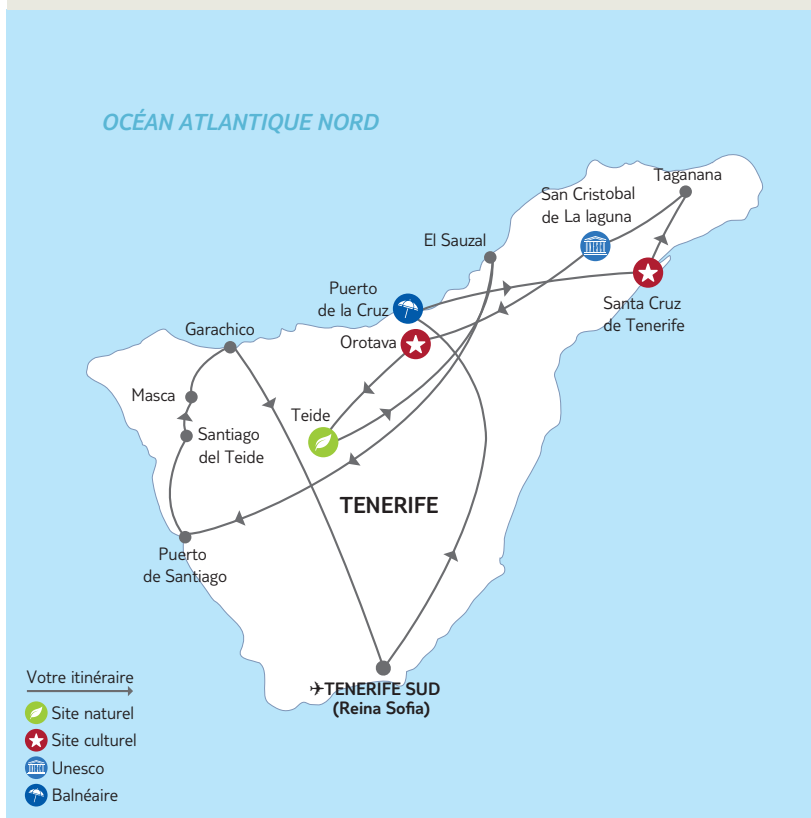 OCÉAN ATLANTIQUE NORD
Taganana
San Cristobal
de La laguna
El Sauzal
Puerto
de la Cruz
Santa Cruz
de Tenerife
Garachico
Orotava
Masca
Teide
Santiago
del Teide
TENERIFE
Puerto
de Santiago
TENERIFE SUD
(Reina Sofia)
Votre itinéraire
Site naturel
Site culturel
Unesco
Balnéaire